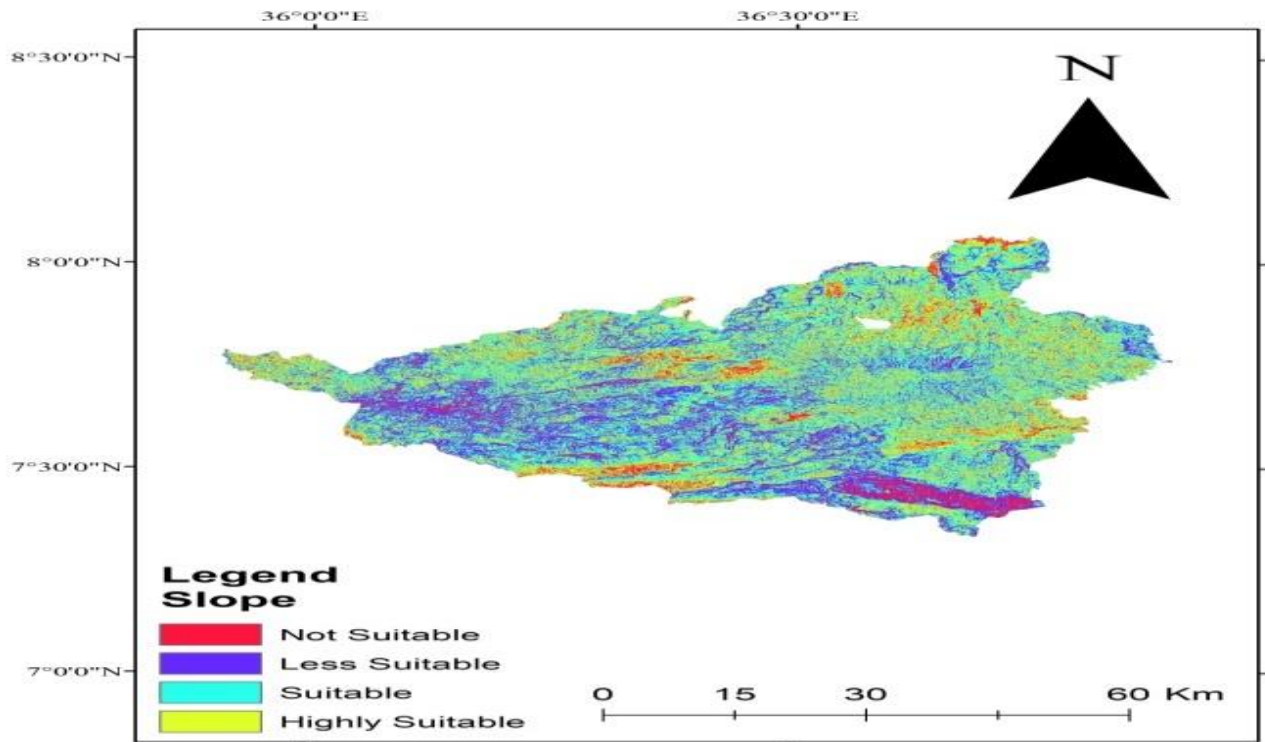 36°0'0"E 36°30'0"E
8°30'0"N
N
8°0'0"N
7°30'0"N
7°0'0"N
Legend
Slope
Not Suitable
Less Suitable
Suitable
Highly Suitable
0 15 30 60 Km